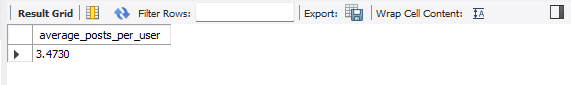 Result Grid Filter Rows: Export: Wrap Cell Content:
average_posts_per_user
3.4730